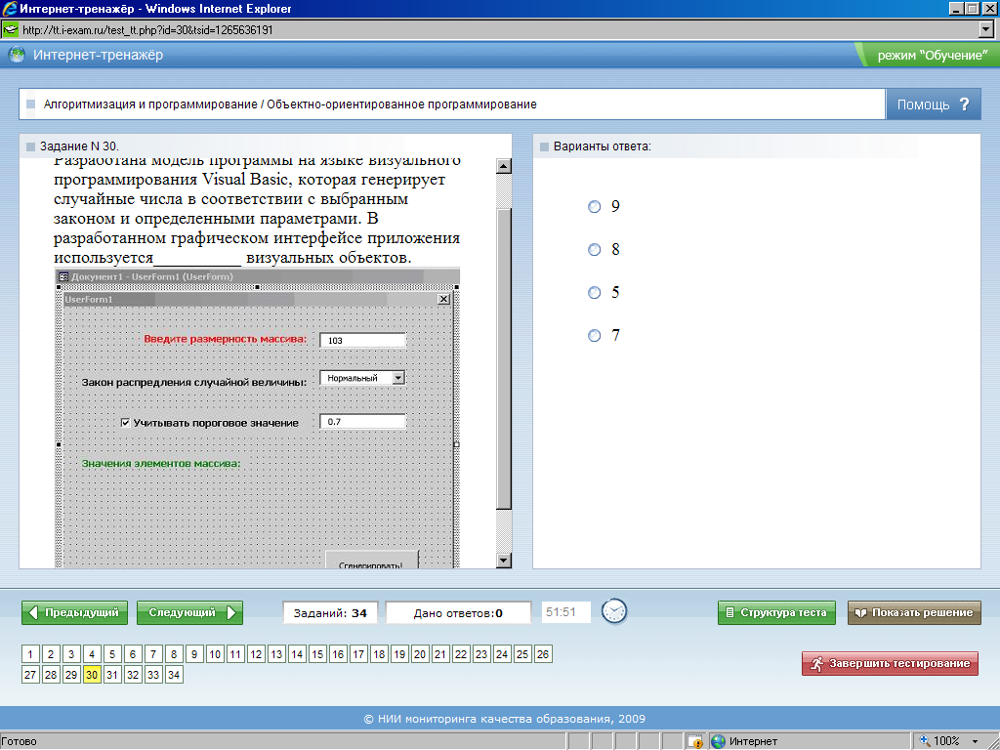 Интернет-тренажёр - Windows Internet Explorer
http://tt.i-exam.ru/test_tt.php?id=30&tsid=1265636191
Интернет-тренажёр
режим “Обучение”
Алгоритмизация и программирование / Объектно-ориентированное программирование
Помощь ?
Задание N 30.
Разработана модель программы на языке визуального
программирования Visual Basic, которая генерирует
случайные числа в соответствии с выбранным
законом и определенными параметрами. В
разработанном графическом интерфейсе приложения
используется__________ визуальных объектов.
Документ1 - UserForm1 (UserForm)
UserForm1
Введите размерность массива:
103
Закон распредления случайной величины:
Нормальный
Учитывать пороговое значение
0.7
Значения элементов массива:
Сгенерировать!
Варианты ответа:
9
8
5
7
Предыдущий
Следующий
Заданий: 34
Дано ответов:0
51:51
Структура теста
Показать решение
1 2 3 4 5 6 7 8 9 10 11 12 13 14 15 16 17 18 19 20 21 22 23 24 25 26
27 28 29 30 31 32 33 34
Завершить тестирование
© НИИ мониторинга качества образования, 2009
Готово
Интернет
100%